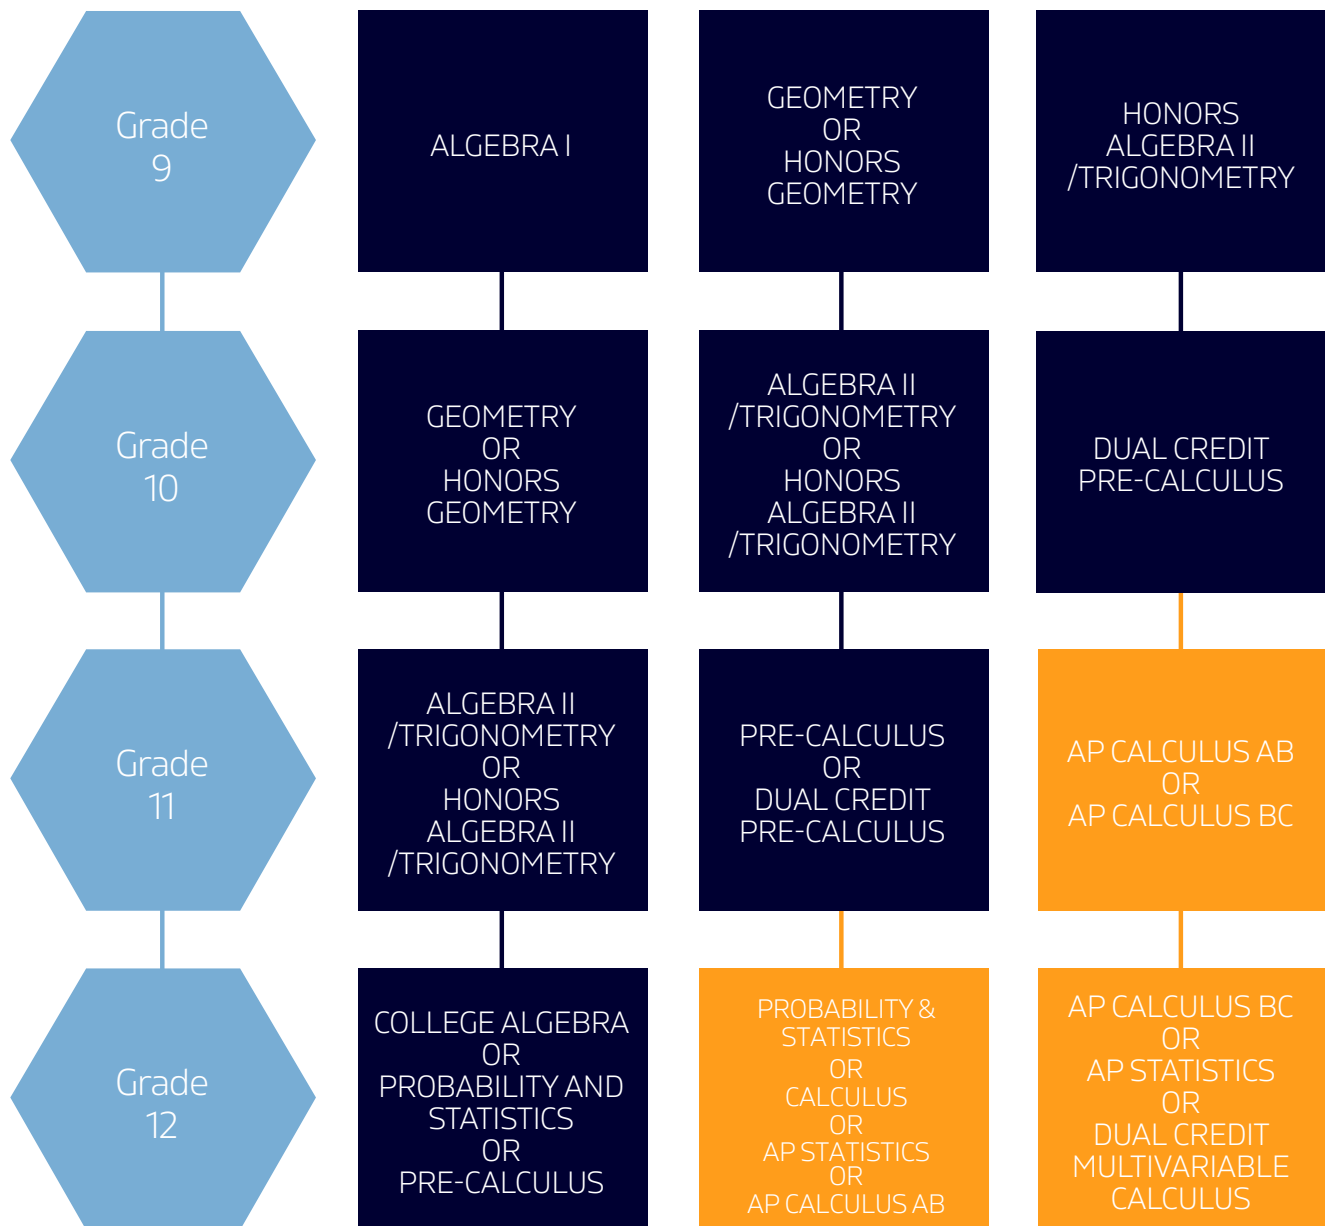 Grade
9
ALGEBRA I
GEOMETRY
OR
HONORS
GEOMETRY
HONORS
ALGEBRA II
/TRIGONOMETRY
Grade
10
GEOMETRY
OR
HONORS
GEOMETRY
ALGEBRA II
/TRIGONOMETRY
OR
HONORS
ALGEBRA II
/TRIGONOMETRY
DUAL CREDIT
PRE-CALCULUS
Grade
11
ALGEBRA II
/TRIGONOMETRY
OR
HONORS
ALGEBRA II
/TRIGONOMETRY
PRE-CALCULUS
OR
DUAL CREDIT
PRE-CALCULUS
AP CALCULUS AB
OR
AP CALCULUS BC
Grade
12
COLLEGE ALGEBRA
OR
PROBABILITY AND
STATISTICS
OR
PRE-CALCULUS
PROBABILITY &
STATISTICS
OR
CALCULUS
OR
AP STATISTICS
OR
AP CALCULUS AB
AP CALCULUS BC
OR
AP STATISTICS
OR
DUAL CREDIT
MULTIVARIABLE
CALCULUS